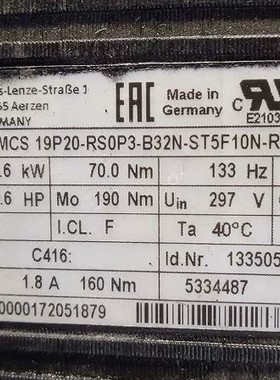 s-Lenze-Straße 1
55 Aerzen
MANY
EAC
Made in Germany
C US
E2103
MCS 19P20-RS0P3-B32N-ST5F10N-R
.6 kW 70.0 Nm 133 Hz
.6 HP Mo 190 Nm Uin 297 V
I.CL. F Ta 40°C
C416: Id.Nr. 133505
1.8 A 160 Nm 5334487
0000172051879